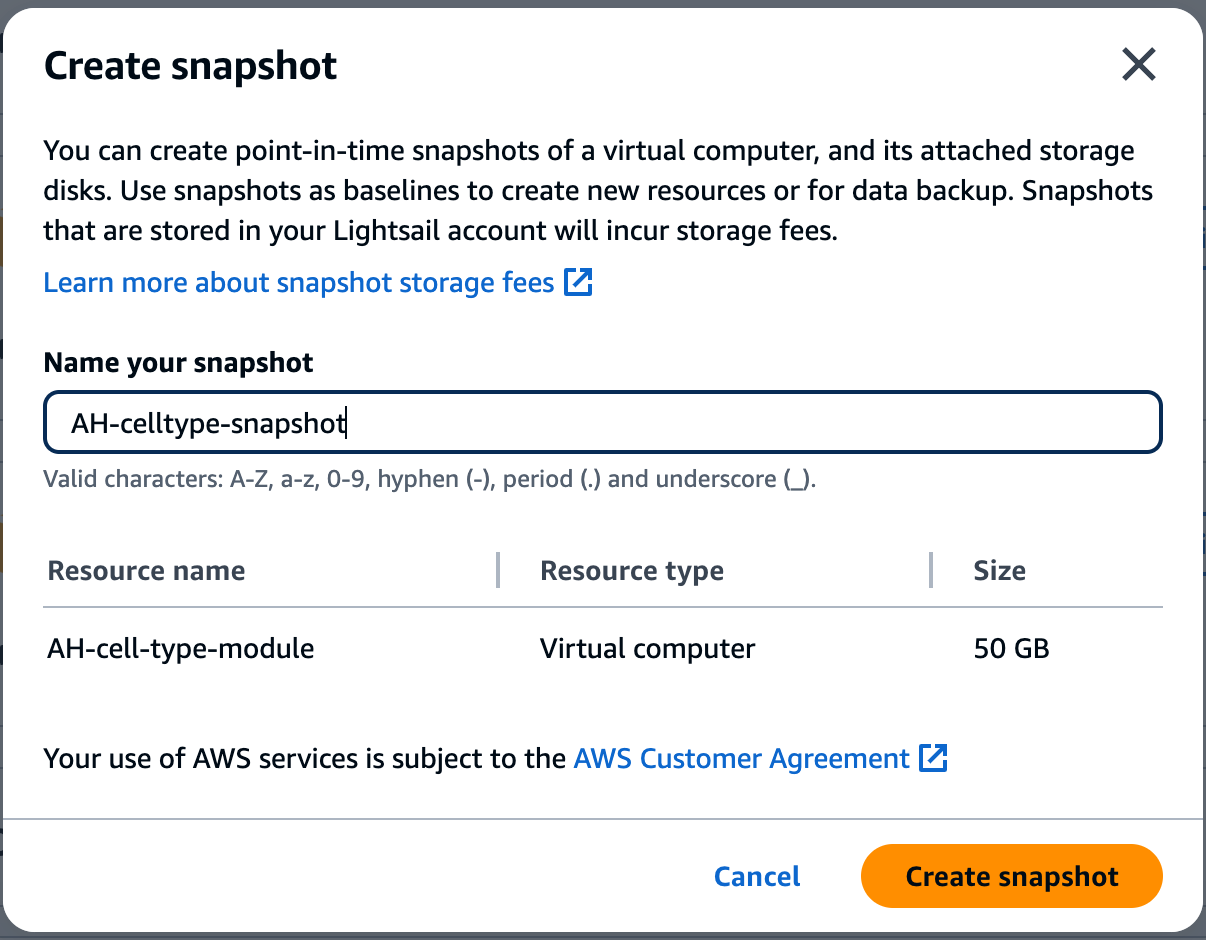 Create snapshot
You can create point-in-time snapshots of a virtual computer, and its attached storage
disks. Use snapshots as baselines to create new resources or for data backup. Snapshots
that are stored in your Lightsail account will incur storage fees.
Learn more about snapshot storage fees
Name your snapshot
AH-celltype-snapshot
Valid characters: A-Z, a-z, 0-9, hyphen (-), period (.) and underscore (_).
Resource name Resource type Size
AH-cell-type-module Virtual computer 50 GB
Your use of AWS services is subject to the AWS Customer Agreement
Cancel Create snapshot